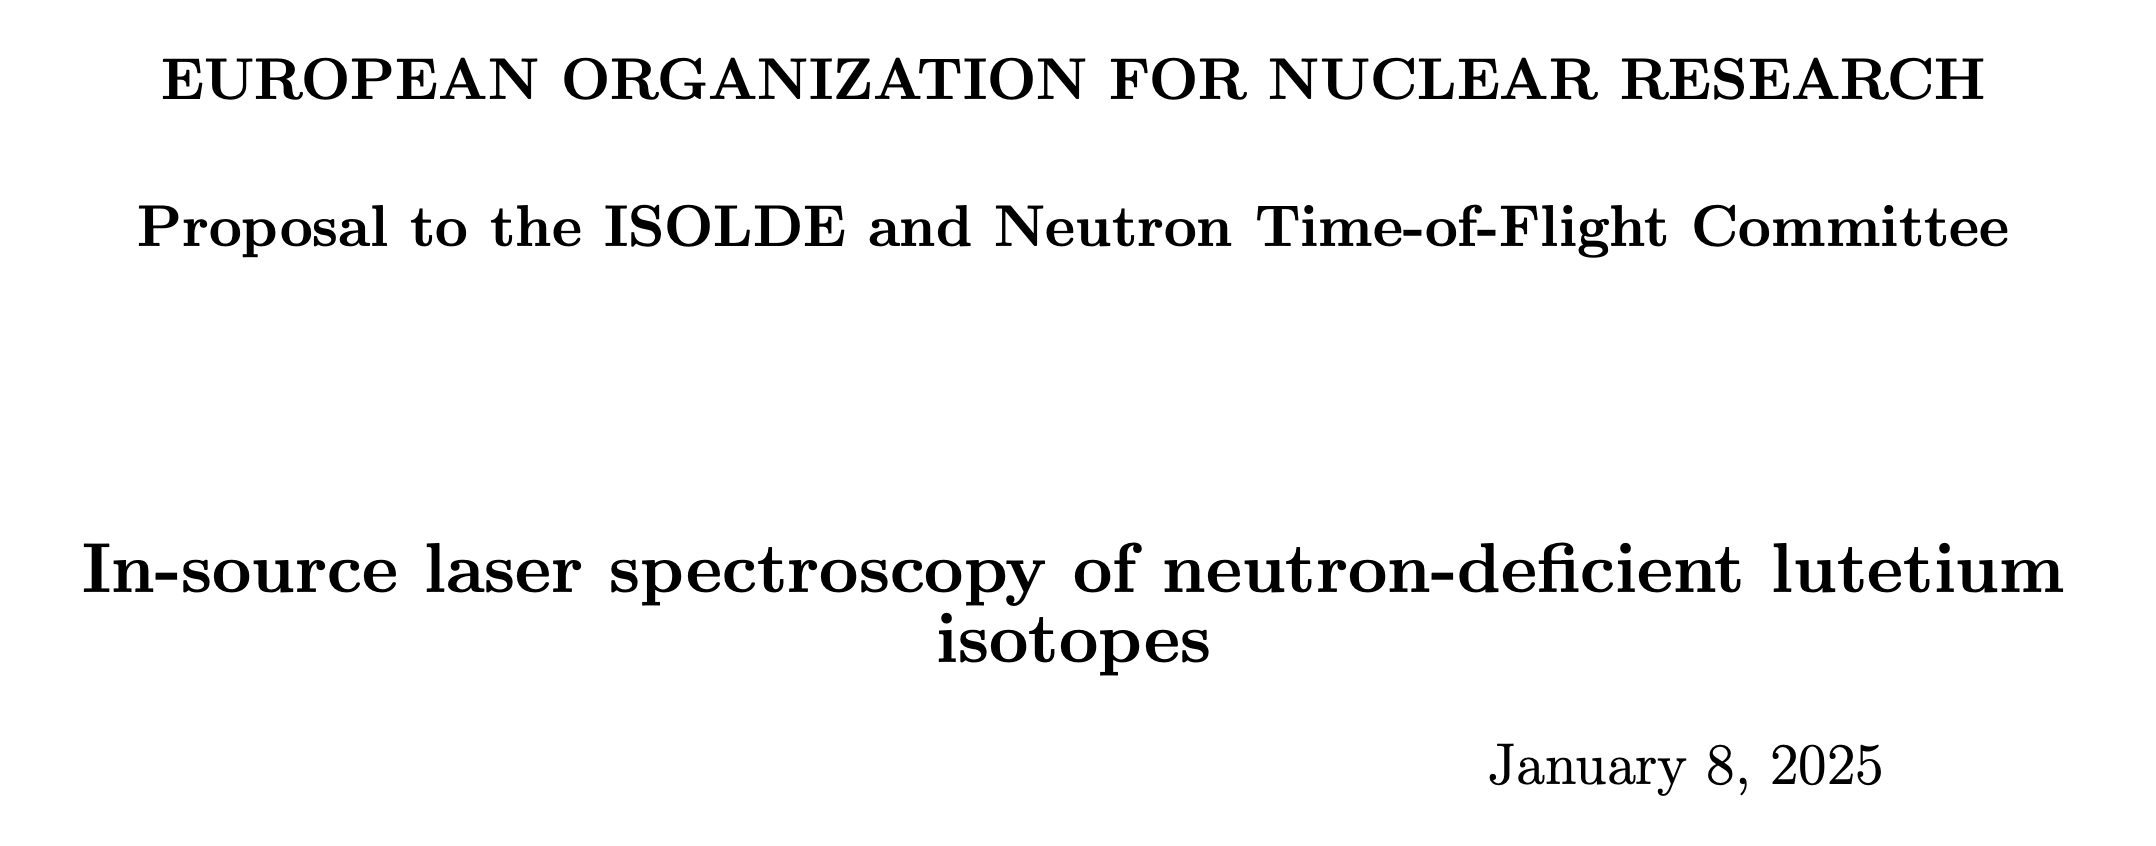 EUROPEAN ORGANIZATION FOR NUCLEAR RESEARCH
Proposal to the ISOLDE and Neutron Time-of-Flight Committee
In-source laser spectroscopy of neutron-deficient lutetium
isotopes
January 8, 2025